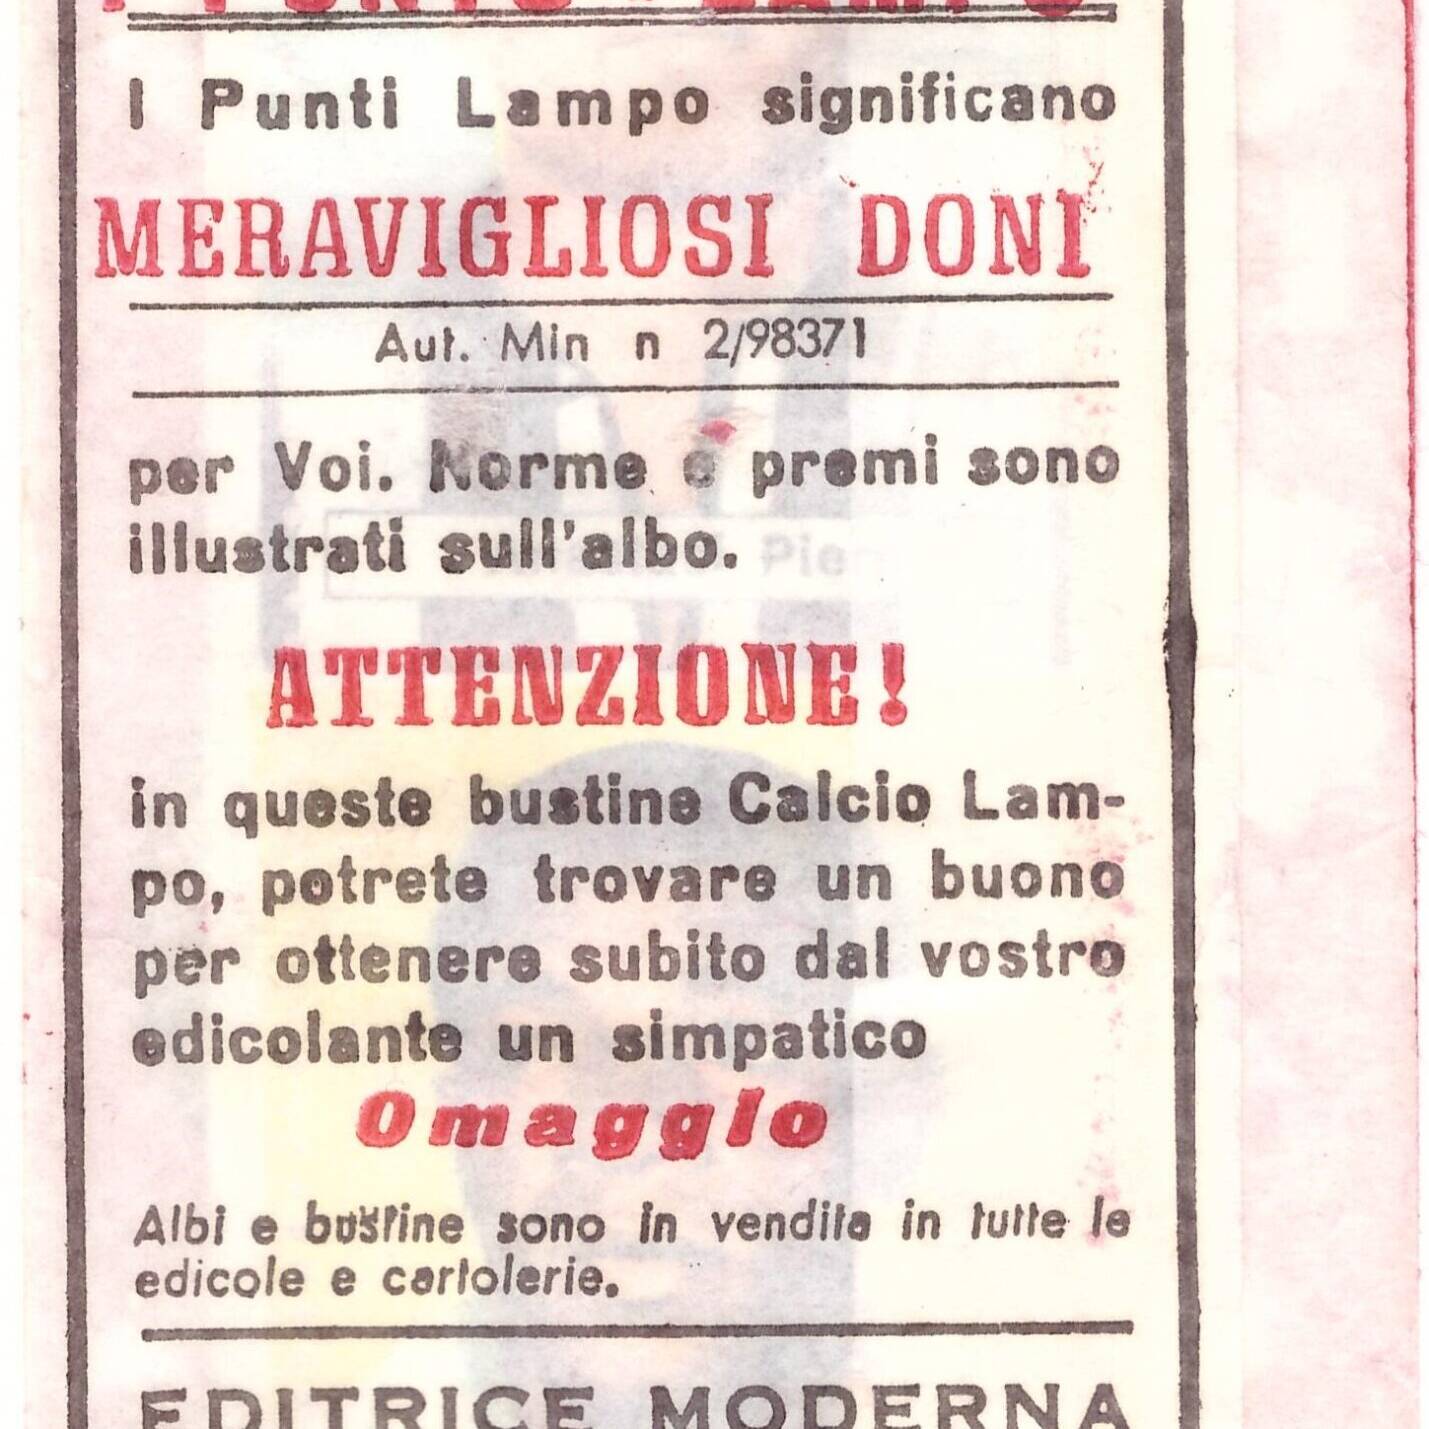 PUNTO - LAMPO
I Punti Lampo significano
MERAVIGLIOSI DONI
Aut. Min n 2/98371
per Voi. Norme e premi sono
illustrati sull'albo.
ATTENZIONE!
in queste bustine Calcio Lam-
po, potrete trovare un buono
per ottenere subito dal vostro
edicolante un simpatico
Omaggio
Albi e bustine sono in vendita in tutte le
edicole e cartolerie.
EDITRICE MODERNA